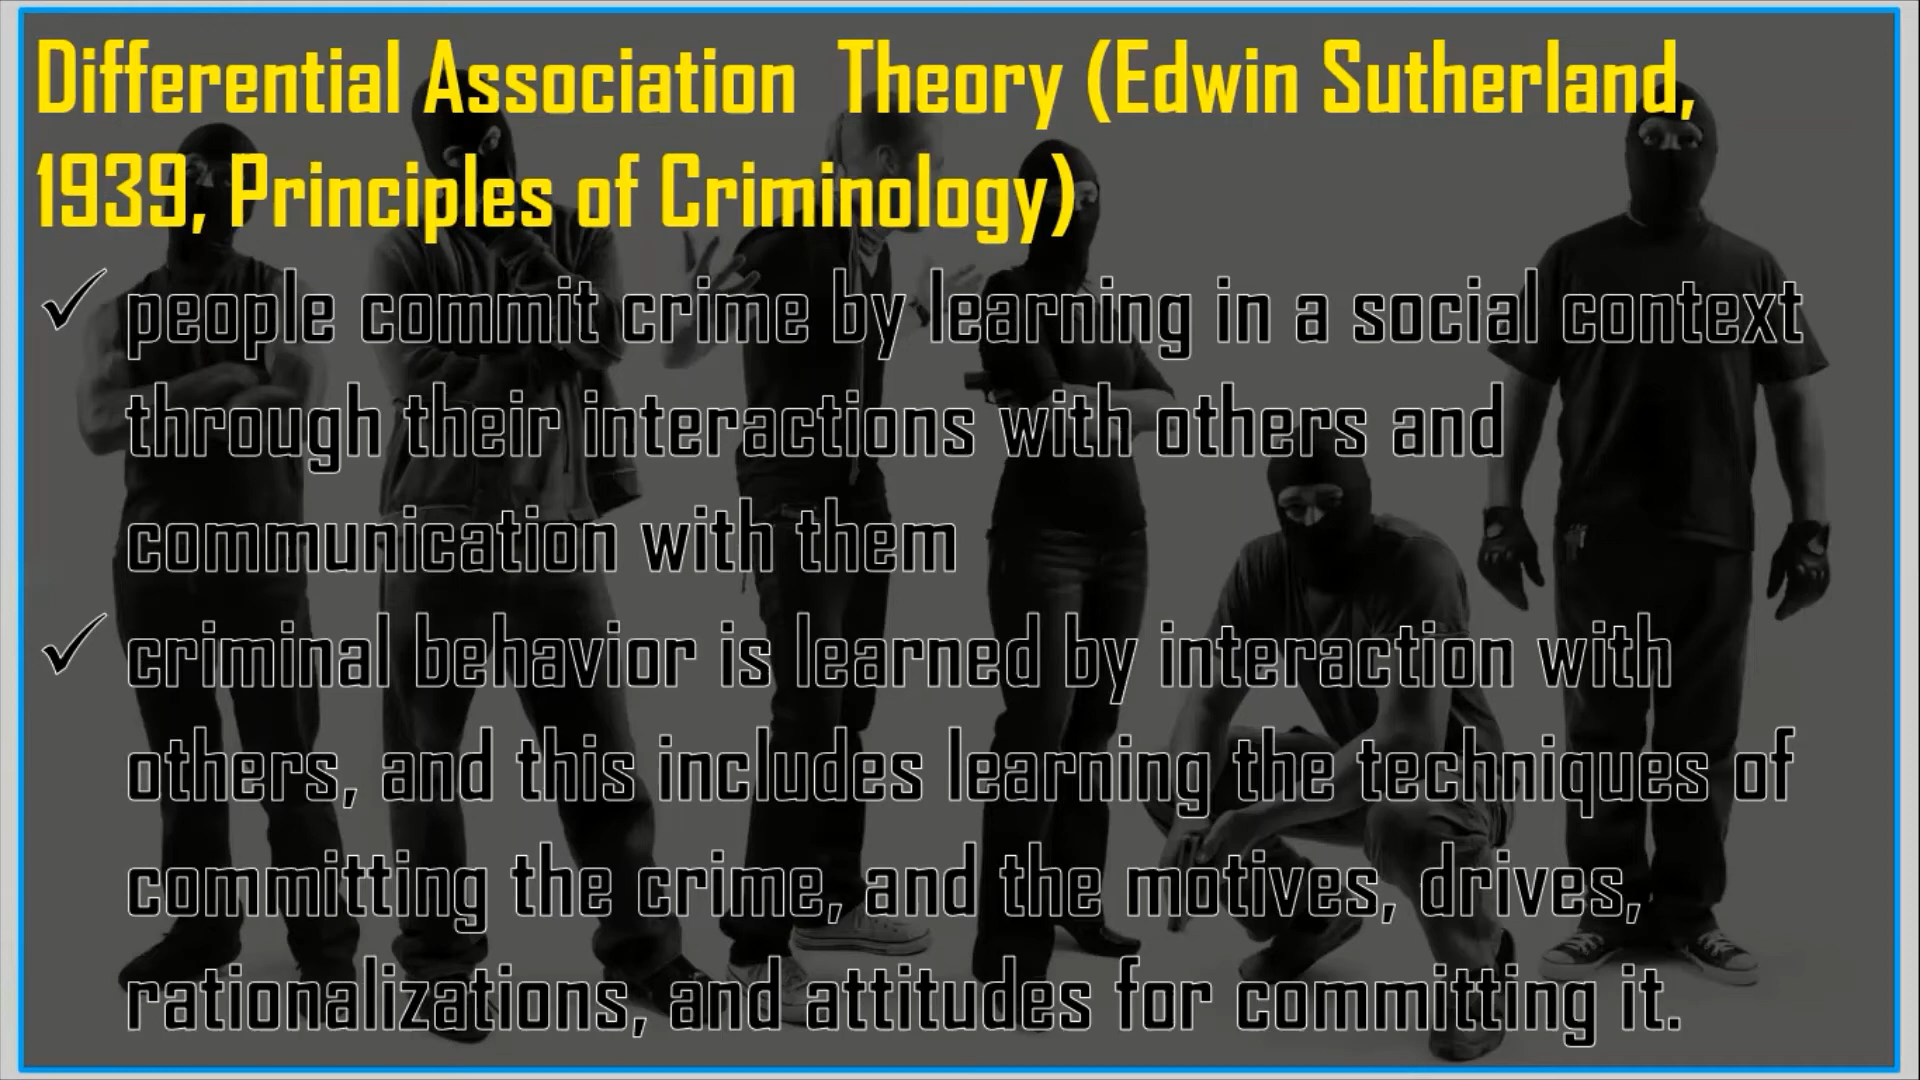 Differential Association Theory (Edwin Sutherland,
1939, Principles of Criminology)
✓ people commit crime by learning in a social context
through their interactions with others and
communication with them
✓ criminal behavior is learned by interaction with
others, and this includes learning the techniques of
committing the crime, and the motives, drives,
rationalizations, and attitudes for committing it.